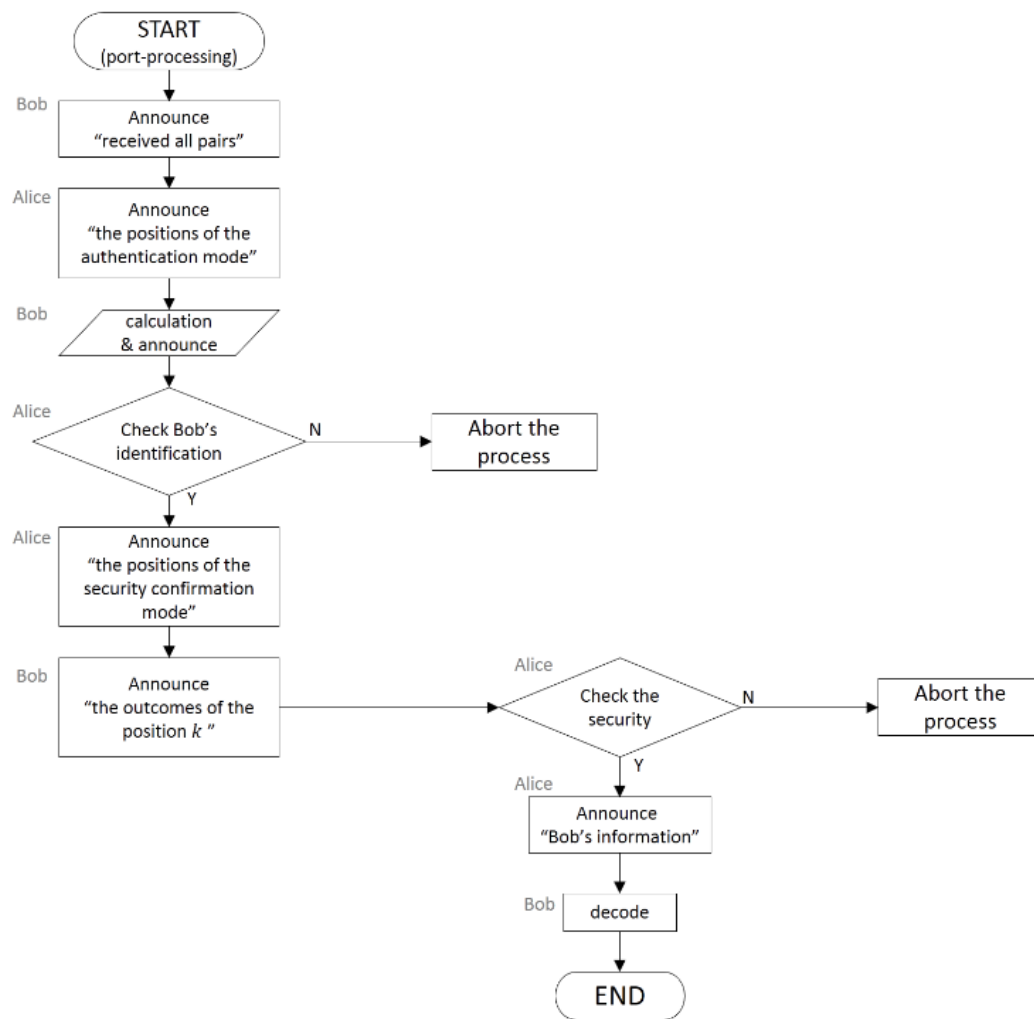 START
(port-processing)
Bob
Announce
“received all pairs”
Alice
Announce
“the positions of the
authentication mode”
Bob
calculation
& announce
Alice
Check Bob’s
identification
N
Abort the
process
Y
Alice
Announce
“the positions of the
security confirmation
mode”
Bob
Announce
“the outcomes of the
position k ”
Alice
Check the
security
N
Abort the
process
Y
Alice
Announce
“Bob’s information”
Bob
decode
END